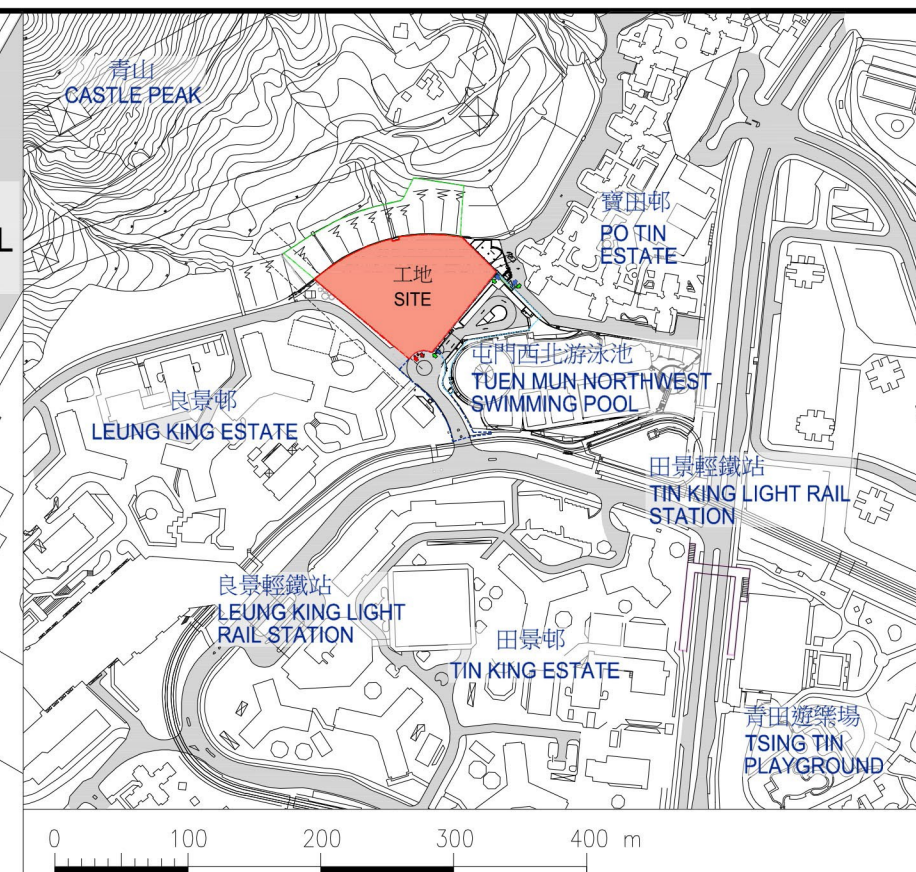 青山
CASTLE PEAK
L
寶田邨
PO TIN
ESTATE
工地
SITE
屯門西北游泳池
TUEN MUN NORTHWEST
SWIMMING POOL
良景邨
LEUNG KING ESTATE
田景輕鐵站
TIN KING LIGHT RAIL
STATION
良景輕鐵站
LEUNG KING LIGHT
RAIL STATION
田景邨
TIN KING ESTATE
青田遊樂場
TSING TIN
PLAYGROUND
0 100 200 300 400 m